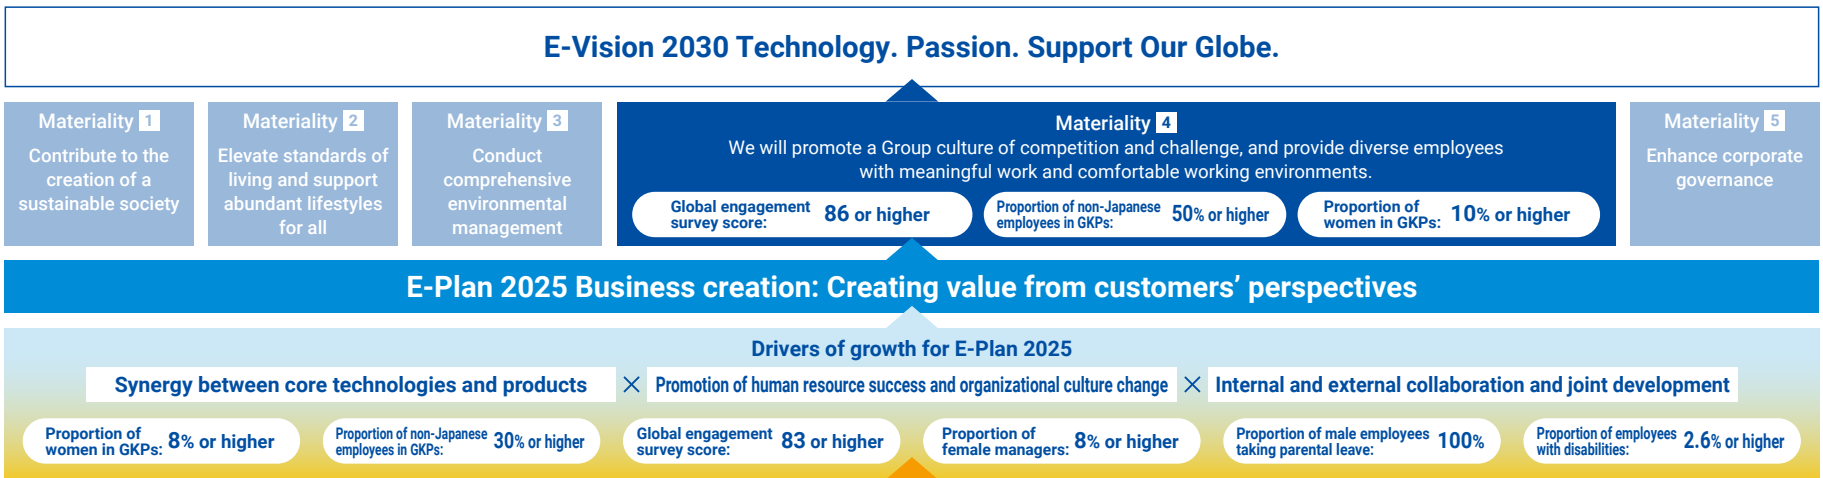 E-Vision 2030 Technology. Passion. Support Our Globe.
Materiality 1
Contribute to the
creation of a
sustainable society
Materiality 2
Elevate standards of
living and support
abundant lifestyles
for all
Materiality 3
Conduct
comprehensive
environmental
management
Materiality 4
We will promote a Group culture of competition and challenge, and provide diverse employees
with meaningful work and comfortable working environments.
Global engagement
survey score: 86 or higher
Proportion of non-Japanese
employees in GKPs: 50% or higher
Proportion of
women in GKPs: 10% or higher
Materiality 5
Enhance corporate
governance
E-Plan 2025 Business creation: Creating value from customers’ perspectives
Drivers of growth for E-Plan 2025
Synergy between core technologies and products × Promotion of human resource success and organizational culture change × Internal and external collaboration and joint development
Proportion of
women in GKPs: 8% or higher
Proportion of non-Japanese
employees in GKPs: 30% or higher
Global engagement
survey score: 83 or higher
Proportion of
female managers: 8% or higher
Proportion of male employees
taking parental leave: 100%
Proportion of employees
with disabilities: 2.6% or higher